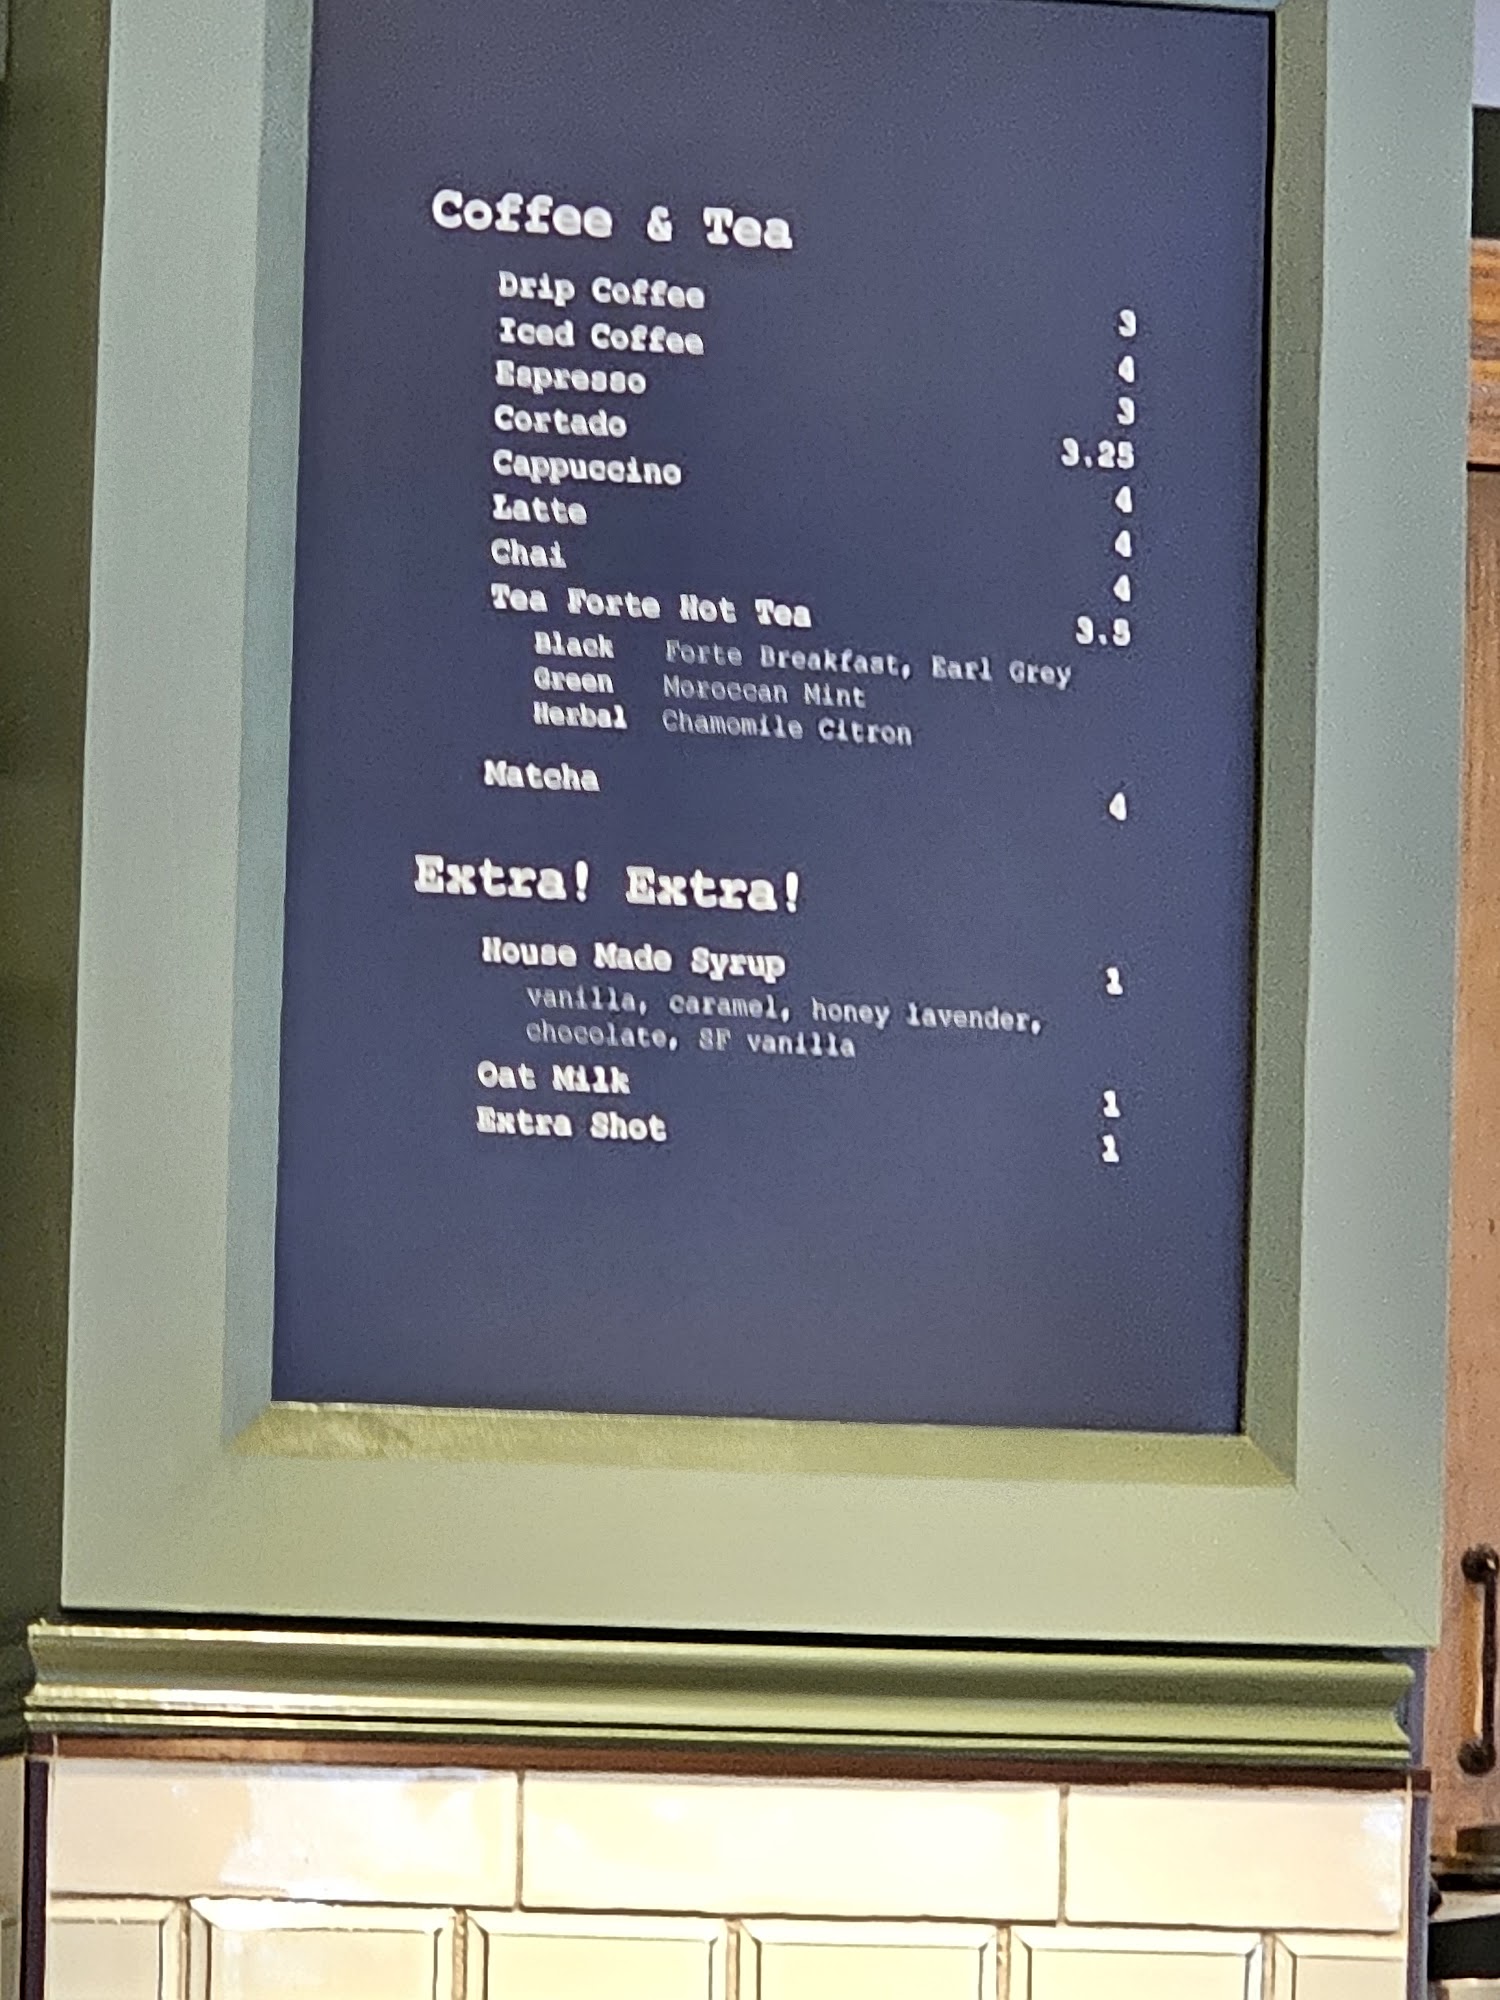 Coffee & Tea
Drip Coffee 3
Iced Coffee 4
Espresso 3
Cortado 3.25
Cappuccino 4
Latte 4
Chai 4
Tea Forte Hot Tea 3.5
Black Forte Breakfast, Earl Grey
Green Moroccan Mint
Herbal Chamomile Citron
Matcha 4
Extra! Extra!
House Made Syrup 1
vanilla, caramel, honey lavender,
chocolate, SF vanilla
Oat Milk 1
Extra Shot 1